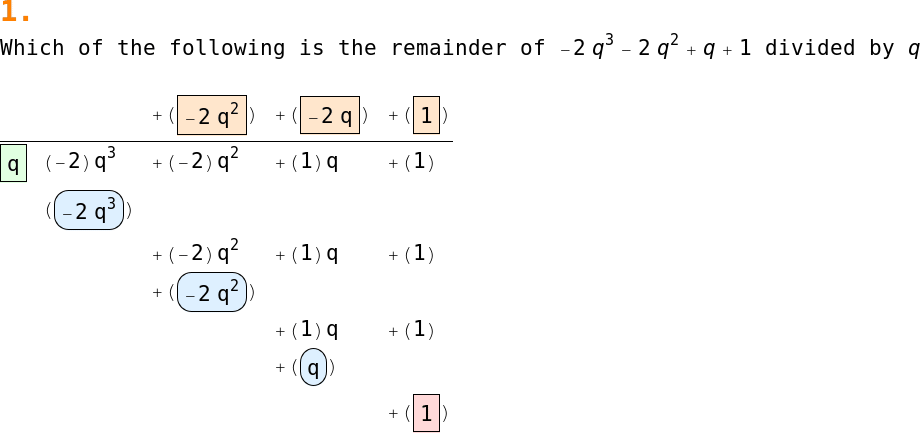 1.
Which of the following is the remainder of −2 q³ − 2 q² + q + 1 divided by q
+ ( −2 q² ) + ( −2 q ) + ( 1 )
q (−2) q³ + (−2) q² + (1) q + (1)
( −2 q³ )
+ (−2) q² + (1) q + (1)
+ ( −2 q² )
+ (1) q + (1)
+ ( q )
+ ( 1 )